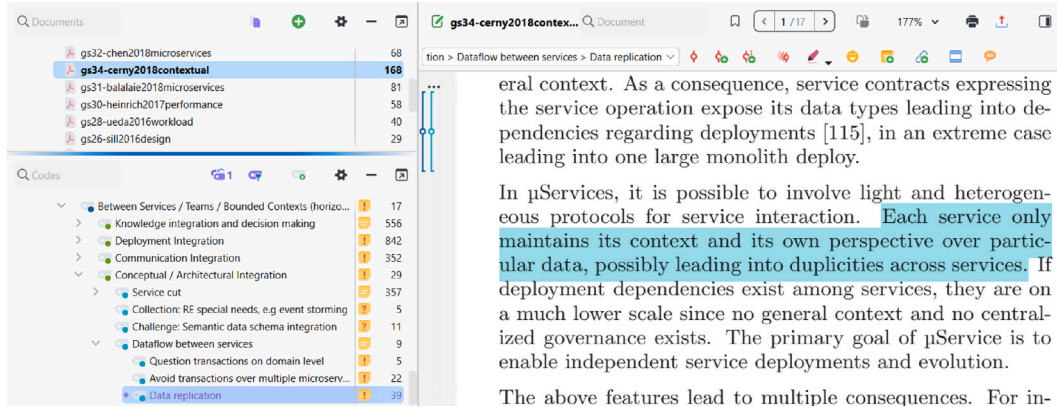 Documents
gs32-chen2018microservices 68
gs34-cerny2018contextual 168
gs31-balalaie2018microservices 81
gs30-heinrich2017performance 58
gs28-ueda2016workload 40
gs26-sill2016design 29
Codes
1
Between Services / Teams / Bounded Contexts (horizo... 17
Knowledge integration and decision making 556
Deployment Integration 842
Communication Integration 352
Conceptual / Architectural Integration 29
Service cut 357
Collection: RE special needs, e.g event storming 5
Challenge: Semantic data schema integration 11
Dataflow between services 9
Question transactions on domain level 5
Avoid transactions over multiple microserv... 22
Data replication 39
gs34-cerny2018contex... Document 1 / 17 177%
tion > Dataflow between services > Data replication
eral context. As a consequence, service contracts expressing
the service operation expose its data types leading into de-
pendencies regarding deployments [115], in an extreme case
leading into one large monolith deploy.
In µServices, it is possible to involve light and heterogen-
eous protocols for service interaction. Each service only
maintains its context and its own perspective over partic-
ular data, possibly leading into duplicities across services. If
deployment dependencies exist among services, they are on
a much lower scale since no general context and no central-
ized governance exists. The primary goal of µService is to
enable independent service deployments and evolution.
The above features lead to multiple consequences. For in-